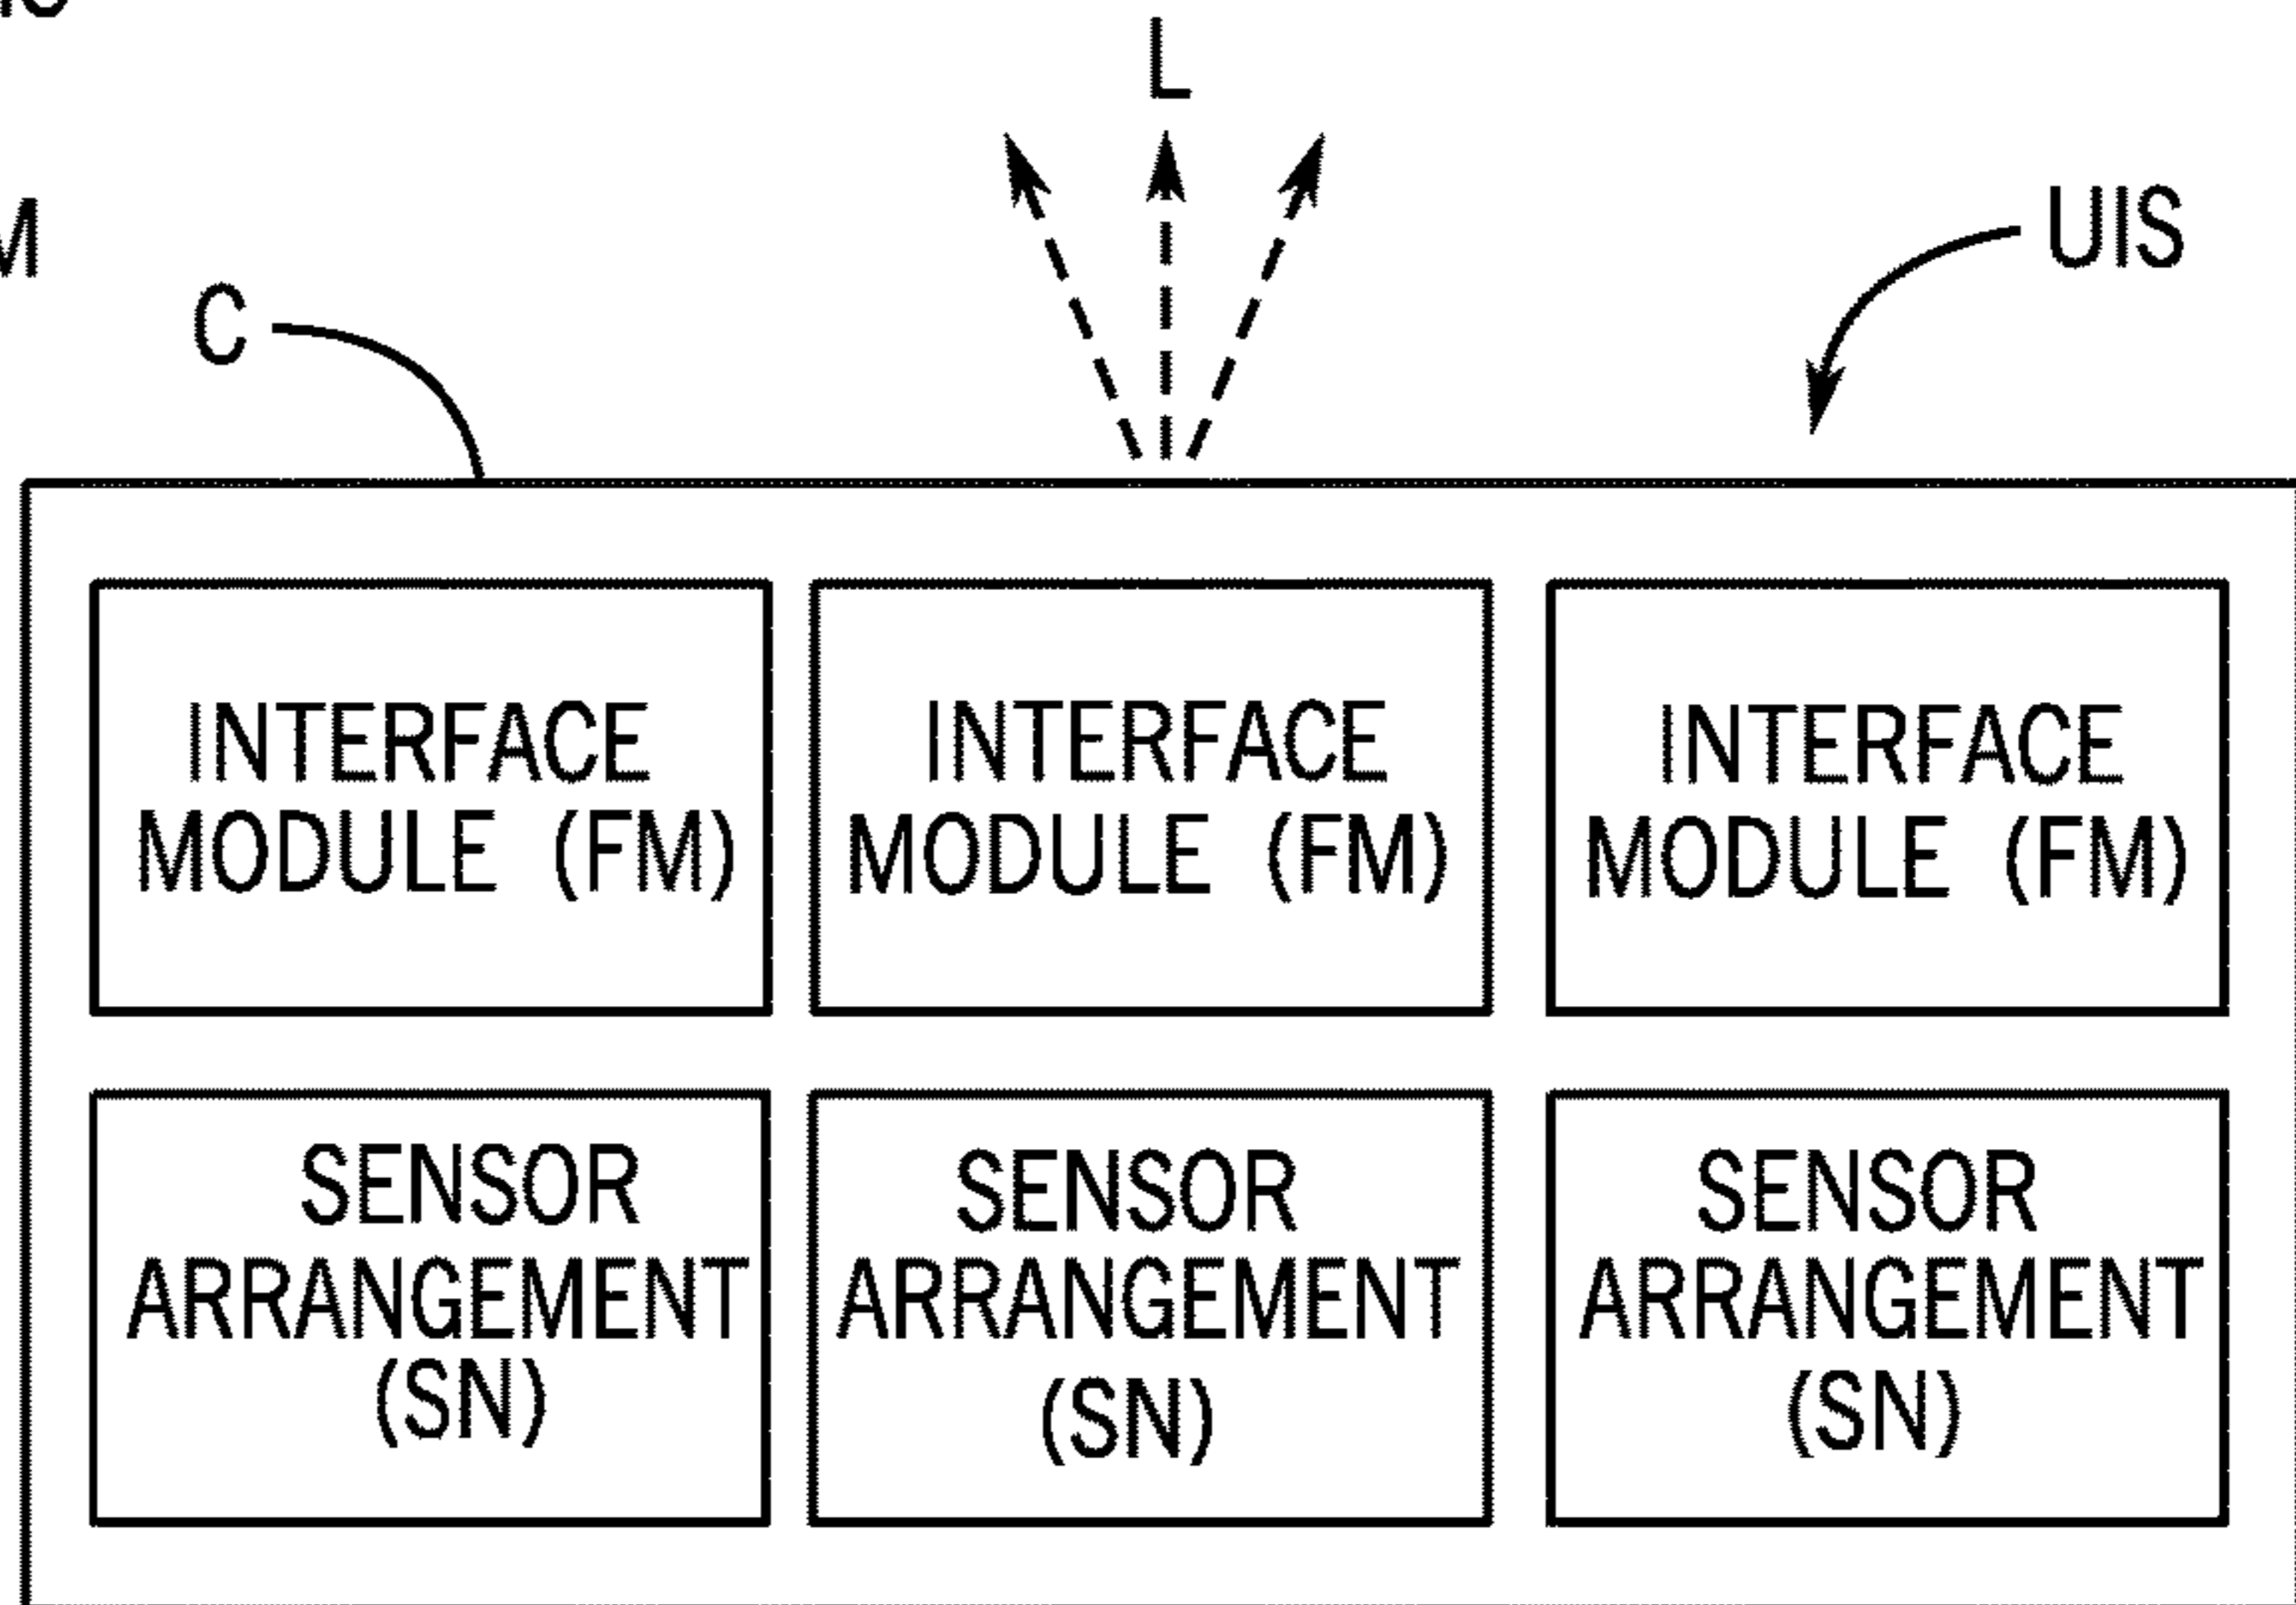 L
M
UIS
C
INTERFACE
MODULE (FM)
INTERFACE
MODULE (FM)
INTERFACE
MODULE (FM)
SENSOR
ARRANGEMENT
(SN)
SENSOR
ARRANGEMENT
(SN)
SENSOR
ARRANGEMENT
(SN)